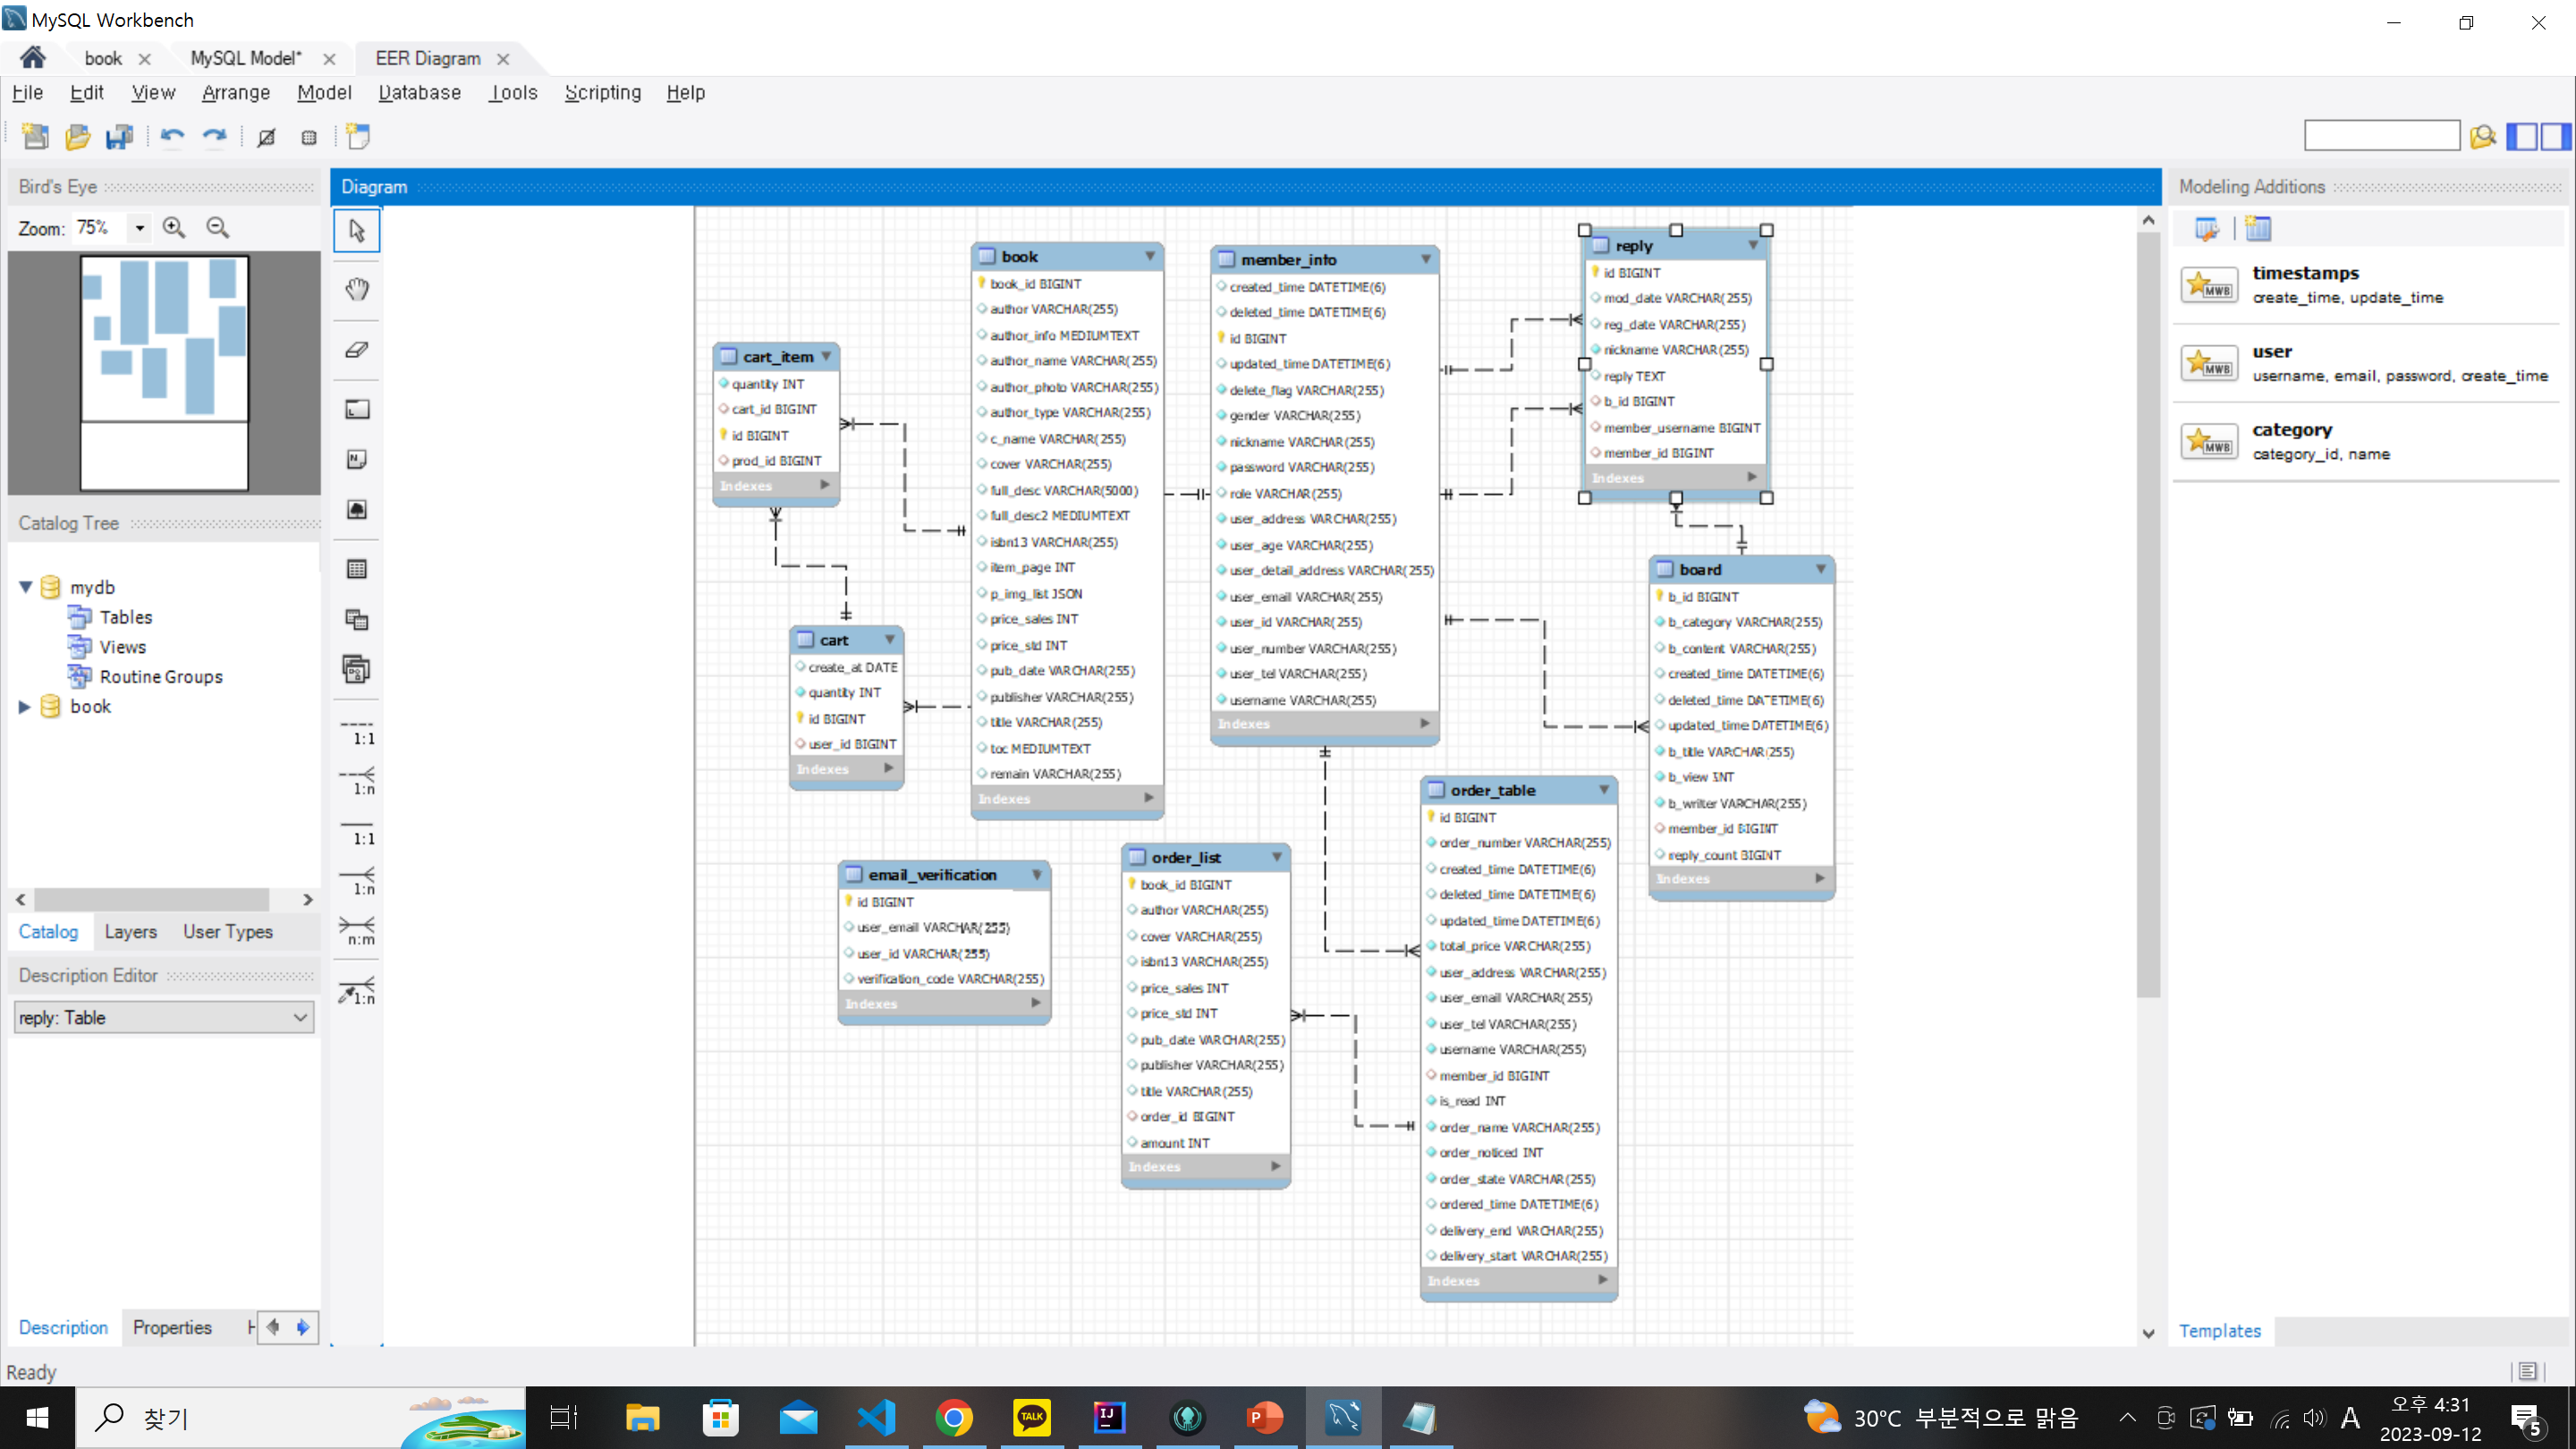 MySQL Workbench
book
MySQL Model*
EER Diagram
File Edit View Arrange Model Database Tools Scripting Help
Bird's Eye
Zoom: 75%
Catalog Tree
mydb
Tables
Views
Routine Groups
book
Catalog Layers User Types
Description Editor
reply: Table
Description Properties H
Ready
Diagram
1:1
1:n
1:1
1:n
n:m
1:n
cart_item
quantity INT
cart_id BIGINT
id BIGINT
prod_id BIGINT
Indexes
cart
create_at DATE
quantity INT
id BIGINT
user_id BIGINT
Indexes
book
book_id BIGINT
author VARCHAR(255)
author_info MEDIUMTEXT
author_name VARCHAR(255)
author_photo VARCHAR(255)
author_type VARCHAR(255)
c_name VARCHAR(255)
cover VARCHAR(255)
full_desc VARCHAR(5000)
full_desc2 MEDIUMTEXT
isbn13 VARCHAR(255)
item_page INT
p_img_list JSON
price_sales INT
price_std INT
pub_date VARCHAR(255)
publisher VARCHAR(255)
title VARCHAR(255)
toc MEDIUMTEXT
remain VARCHAR(255)
Indexes
member_info
created_time DATETIME(6)
deleted_time DATETIME(6)
id BIGINT
updated_time DATETIME(6)
delete_flag VARCHAR(255)
gender VARCHAR(255)
nickname VARCHAR(255)
password VARCHAR(255)
role VARCHAR(255)
user_address VARCHAR(255)
user_age VARCHAR(255)
user_detail_address VARCHAR(255)
user_email VARCHAR(255)
user_id VARCHAR(255)
user_number VARCHAR(255)
user_tel VARCHAR(255)
username VARCHAR(255)
Indexes
reply
id BIGINT
mod_date VARCHAR(255)
reg_date VARCHAR(255)
nickname VARCHAR(255)
reply TEXT
b_id BIGINT
member_username BIGINT
member_id BIGINT
Indexes
board
b_id BIGINT
b_category VARCHAR(255)
b_content VARCHAR(255)
created_time DATETIME(6)
deleted_time DATETIME(6)
updated_time DATETIME(6)
b_title VARCHAR(255)
b_view INT
b_writer VARCHAR(255)
member_id BIGINT
reply_count BIGINT
Indexes
email_verification
id BIGINT
user_email VARCHAR(255)
user_id VARCHAR(255)
verification_code VARCHAR(255)
Indexes
order_list
book_id BIGINT
author VARCHAR(255)
cover VARCHAR(255)
isbn13 VARCHAR(255)
price_sales INT
price_std INT
pub_date VARCHAR(255)
publisher VARCHAR(255)
title VARCHAR(255)
order_id BIGINT
amount INT
Indexes
order_table
id BIGINT
order_number VARCHAR(255)
created_time DATETIME(6)
deleted_time DATETIME(6)
updated_time DATETIME(6)
total_price VARCHAR(255)
user_address VARCHAR(255)
user_email VARCHAR(255)
user_tel VARCHAR(255)
username VARCHAR(255)
member_id BIGINT
is_read INT
order_name VARCHAR(255)
order_noticed INT
order_state VARCHAR(255)
ordered_time DATETIME(6)
delivery_end VARCHAR(255)
delivery_start VARCHAR(255)
Indexes
Modeling Additions
MWB
timestamps
create_time, update_time
MWB
user
username, email, password, create_time
MWB
category
category_id, name
Templates
찾기
TALK
IJ
P
30°C 부분적으로 맑음
A
오후 4:31
2023-09-12
5